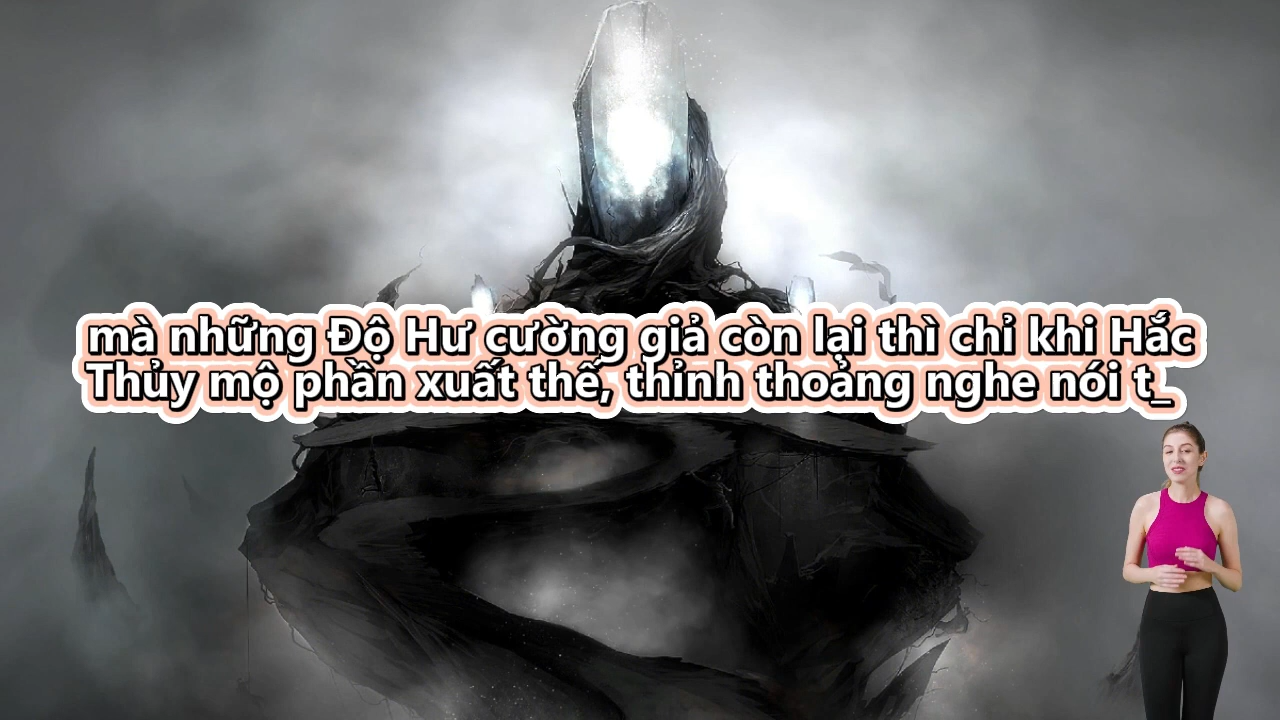 mà những Độ Hư cường giả còn lại thì chỉ khi Hắc
Thủy mộ phần xuất thế, thỉnh thoảng nghe nói t_